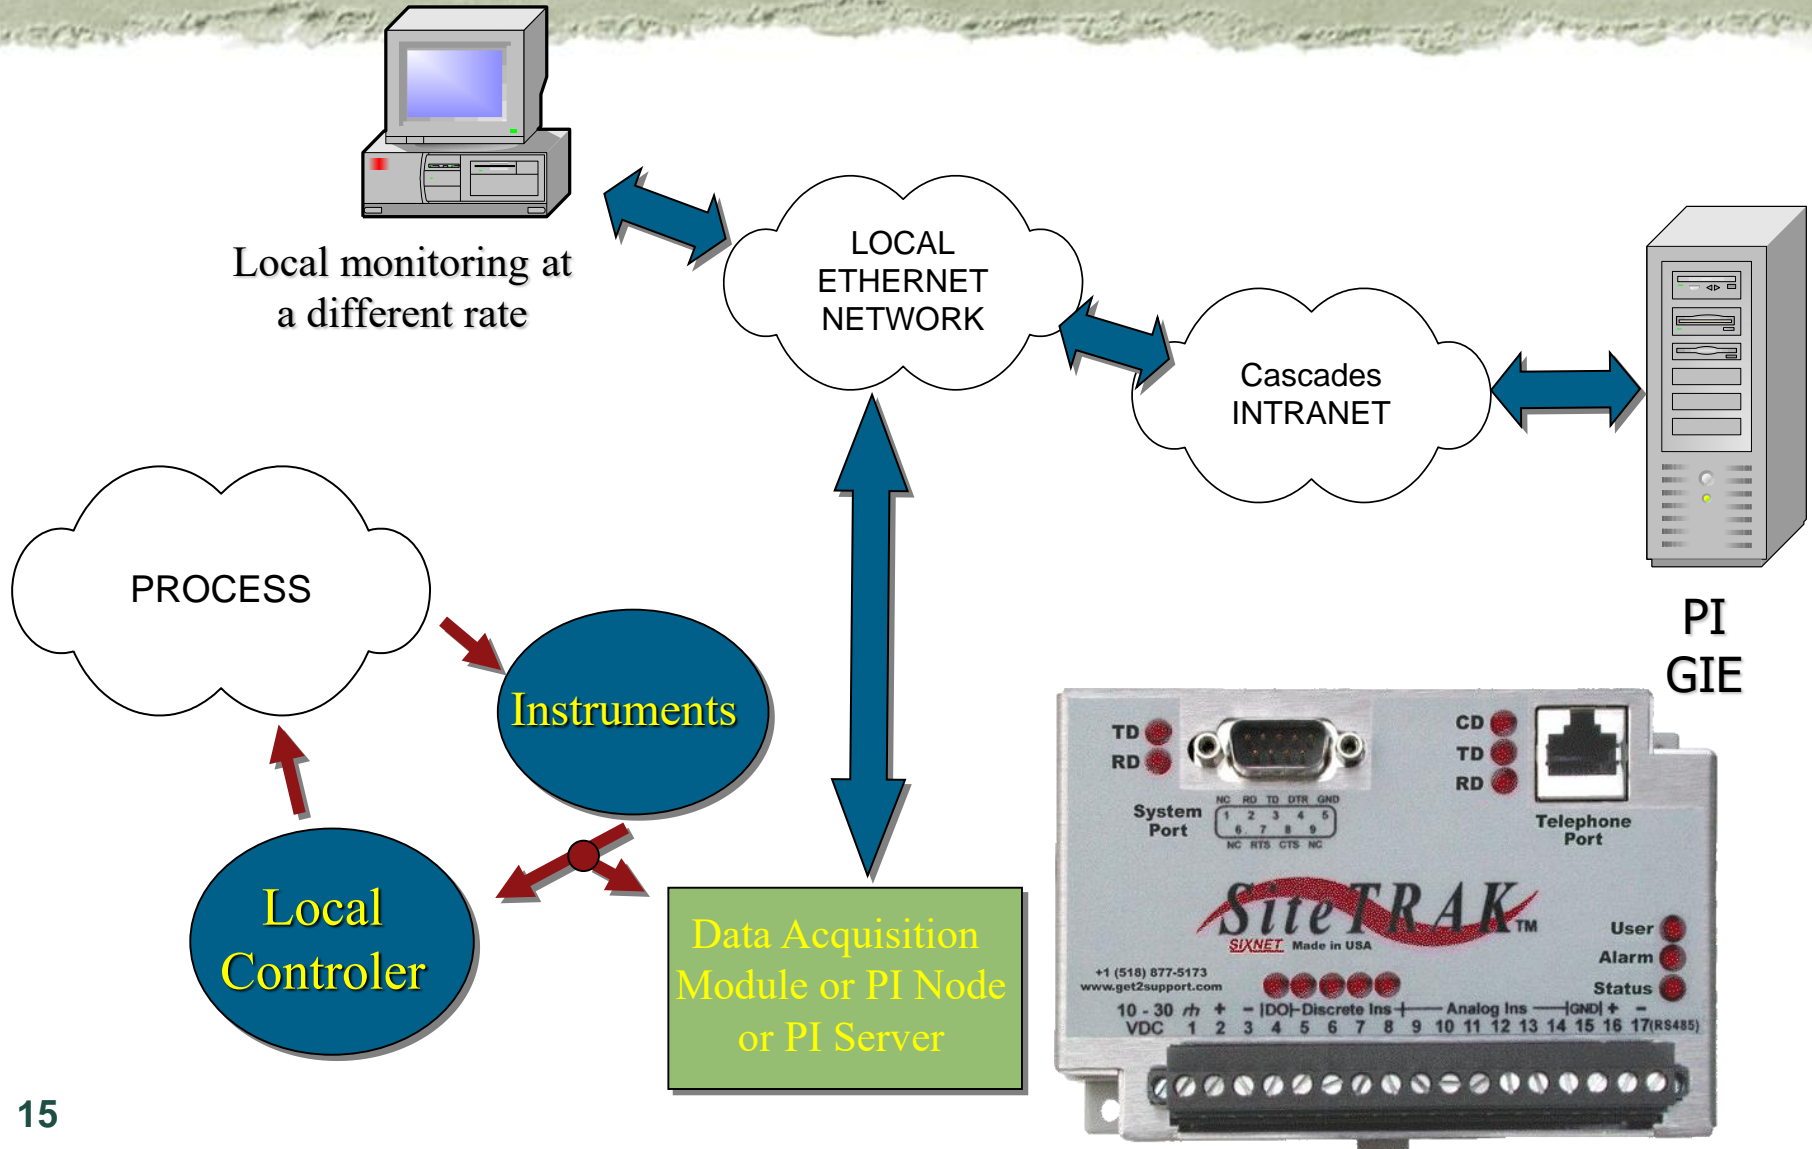 Local monitoring at
a different rate
LOCAL
ETHERNET
NETWORK
Cascades
INTRANET
PI
GIE
PROCESS
Instruments
Local
Controler
Data Acquisition
Module or PI Node
or PI Server
TD
RD
CD
TD
RD
System
Port
NC RD TD DTR GND
1 2 3 4 5
6 7 8 9
NC RTS CTS NC
Telephone
Port
SiteTRAK™
SIXNET Made in USA
User
Alarm
Status
+1 (518) 877-5173
www.get2support.com
10 - 30 + - |DO|-Discrete Ins Analog Ins |GND| + -
VDC 1 2 3 4 5 6 7 8 9 10 11 12 13 14 15 16 17(RS485)
15